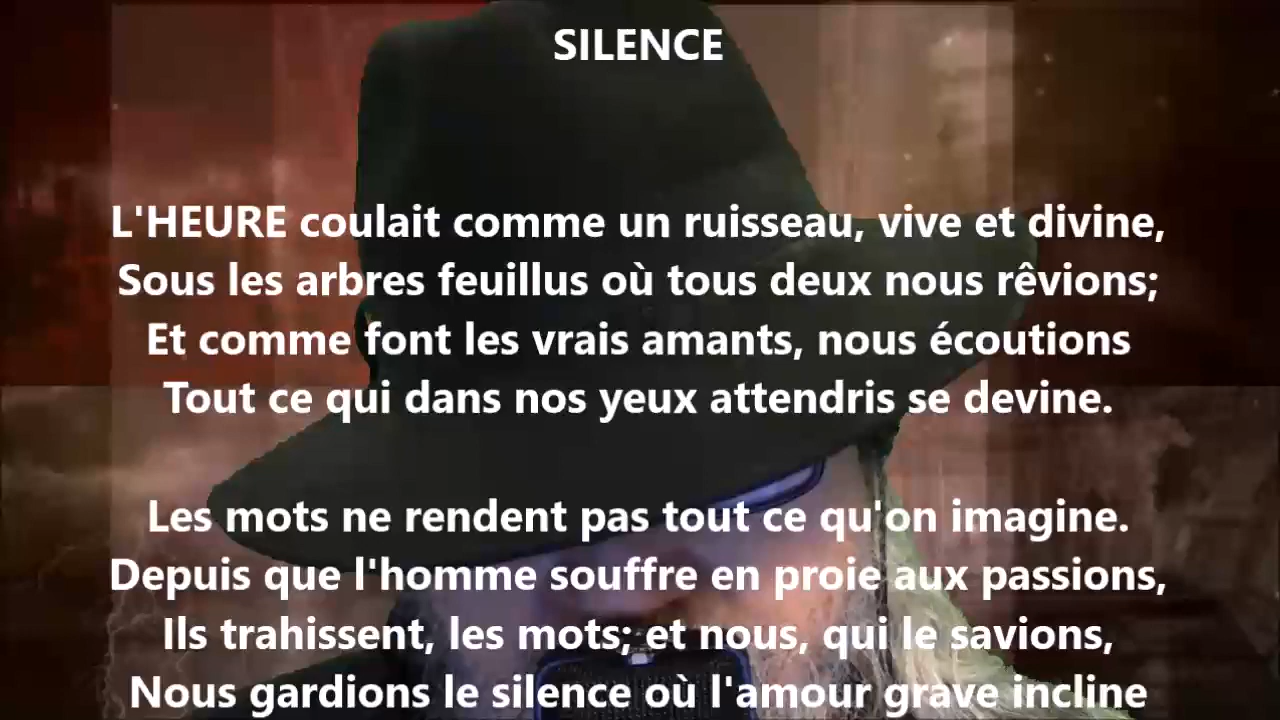 SILENCE
L'HEURE coulait comme un ruisseau, vive et divine,
Sous les arbres feuillus où tous deux nous rêvions;
Et comme font les vrais amants, nous écoutions
Tout ce qui dans nos yeux attendris se devine.
Les mots ne rendent pas tout ce qu'on imagine.
Depuis que l'homme souffre en proie aux passions,
Ils trahissent, les mots; et nous, qui le savions,
Nous gardions le silence où l'amour grave incline